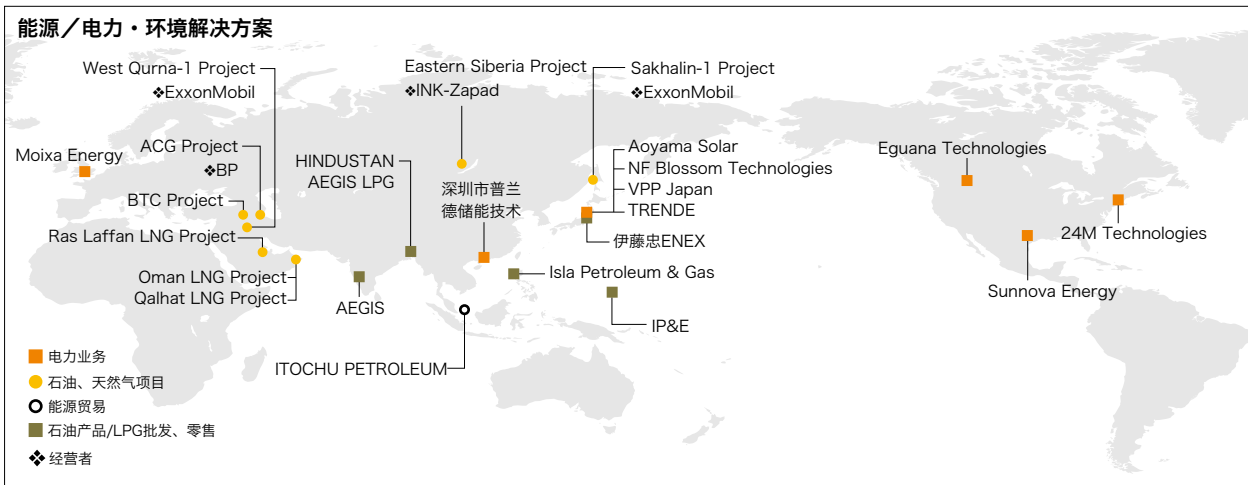 能源／电力・环境解决方案
West Qurna-1 Project
❖ExxonMobil
Eastern Siberia Project
❖INK-Zapad
Sakhalin-1 Project
❖ExxonMobil
Moixa Energy
ACG Project
❖BP
BTC Project
Ras Laffan LNG Project
Oman LNG Project
Qalhat LNG Project
HINDUSTAN
AEGIS LPG
AEGIS
深圳市普兰
德储能技术
Aoyama Solar
NF Blossom Technologies
VPP Japan
TRENDE
伊藤忠ENEX
Isla Petroleum & Gas
IP&E
ITOCHU PETROLEUM
Eguana Technologies
24M Technologies
Sunnova Energy
电力业务
石油、天然气项目
能源贸易
石油产品/LPG批发、零售
❖ 经营者